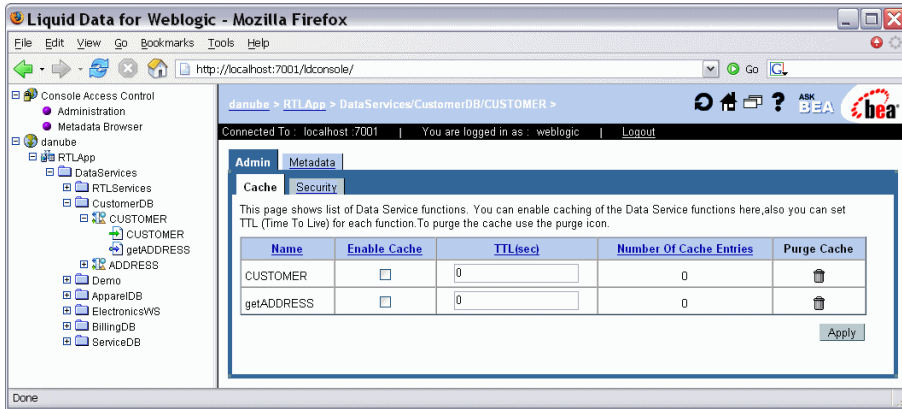 Liquid Data for Weblogic - Mozilla Firefox
File Edit View Go Bookmarks Tools Help
http://localhost:7001/ldconsole/ Go G
Console Access Control
Administration
Metadata Browser
danube
RTLApp
DataServices
RTLServices
CustomerDB
CUSTOMER
CUSTOMER
getADDRESS
ADDRESS
Demo
ApparelDB
ElectronicsWS
BillingDB
ServiceDB
danube > RTLApp > DataServices/CustomerDB/CUSTOMER >
? ASK BEA bea
Connected To : localhost :7001 | You are logged in as : weblogic | Logout
Admin Metadata
Cache Security
This page shows list of Data Service functions. You can enable caching of the Data Service functions here,also you can set
TTL (Time To Live) for each function.To purge the cache use the purge icon.
Name Enable Cache TTL(sec) Number Of Cache Entries Purge Cache
CUSTOMER 0 0
getADDRESS 0 0
Apply
Done